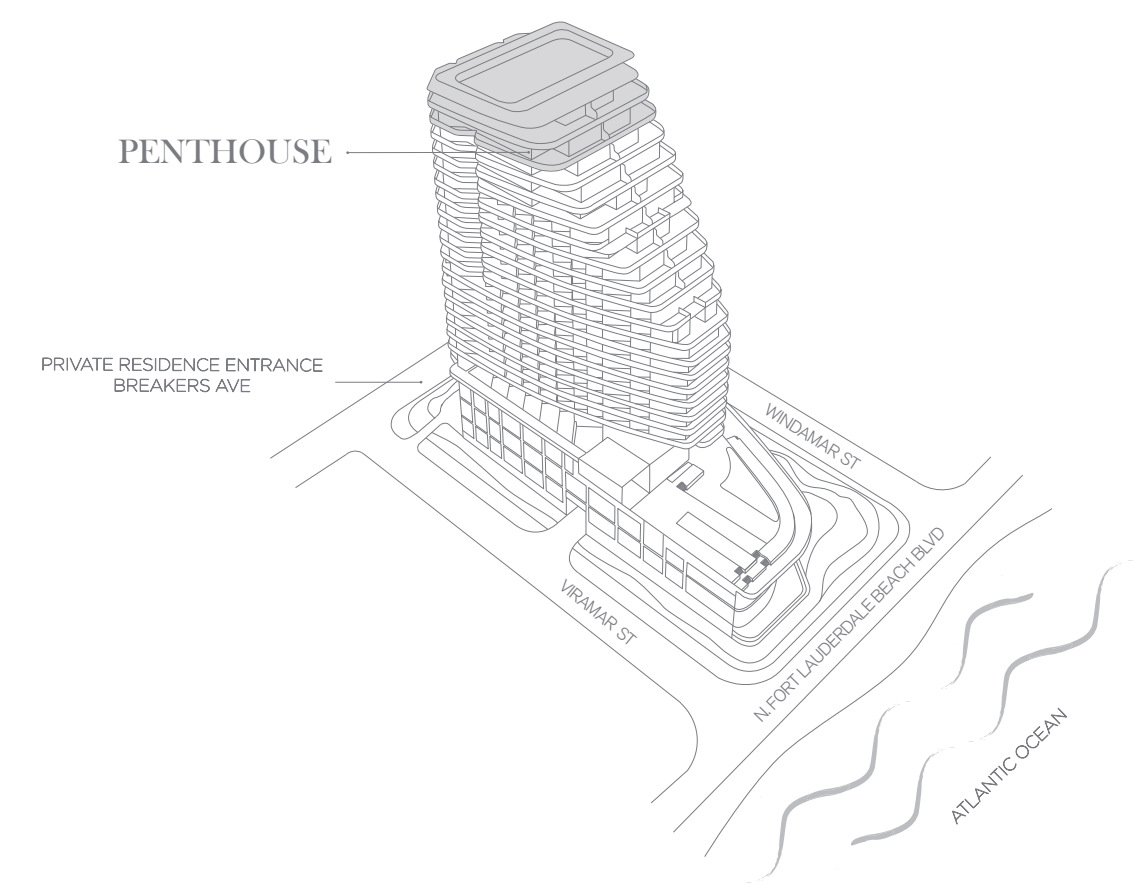 PENTHOUSE
PRIVATE RESIDENCE ENTRANCE
BREAKERS AVE
WINDAMAR ST
VIRAMAR ST
N. FORT LAUDERDALE BEACH BLVD
ATLANTIC OCEAN